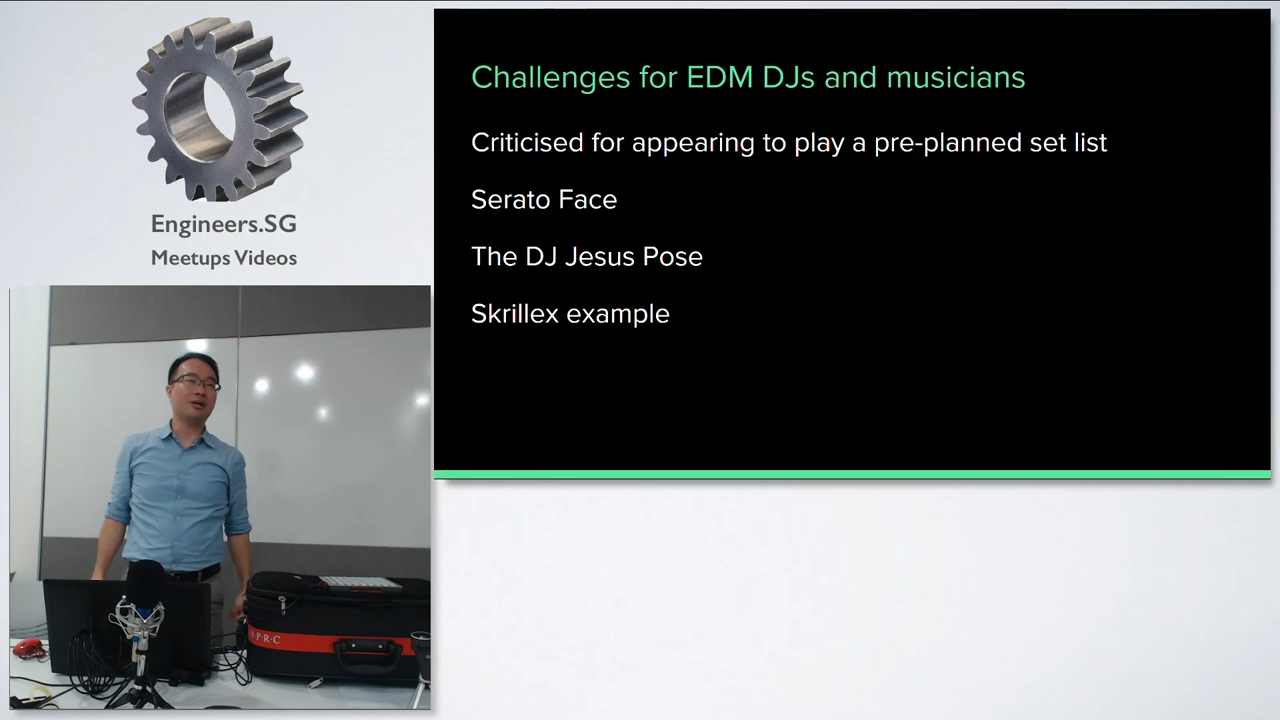 Engineers.SG
Meetups Videos
Challenges for EDM DJs and musicians
Criticised for appearing to play a pre-planned set list
Serato Face
The DJ Jesus Pose
Skrillex example
P·R·C